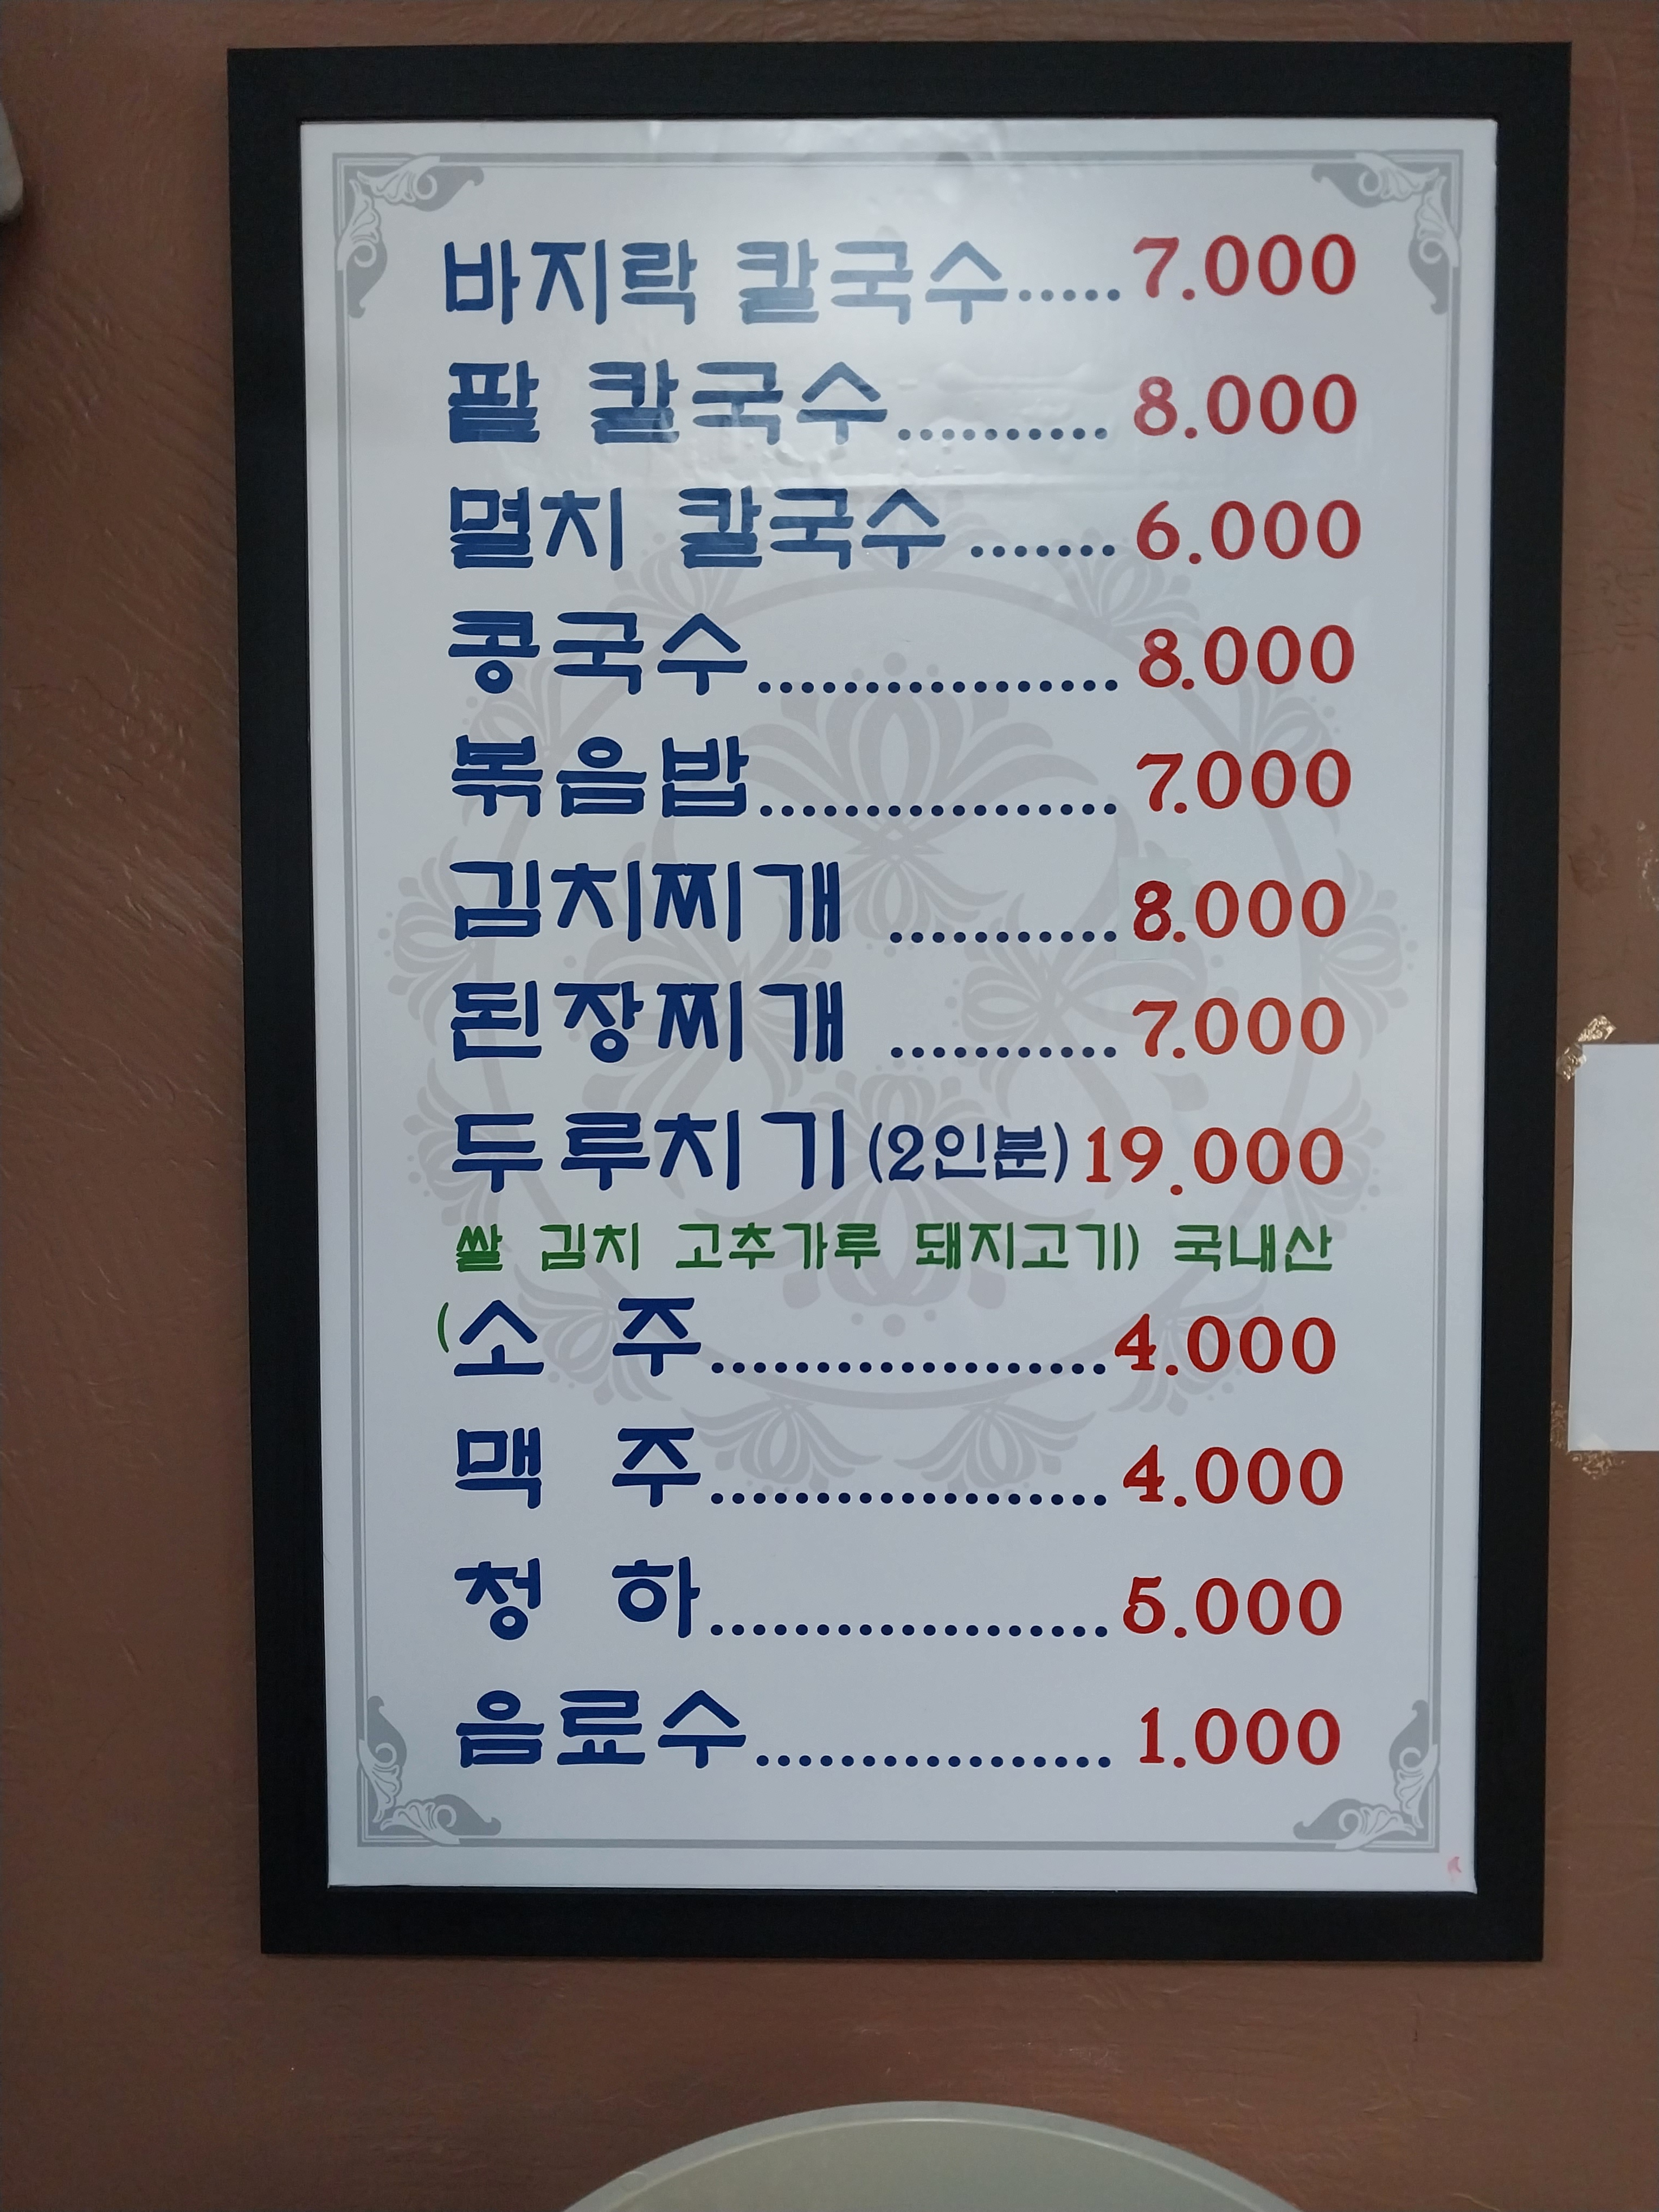 바지락 칼국수.....7.000
팔 칼국수..........8.000
멸치 칼국수.......6.000
콩국수.................8.000
볶음밥.................7.000
김치찌개 ...........8.000
된장찌개 ...........7.000
두루치기(2인분)19.000
쌀 김치 고추가루 돼지고기) 국내산
(소 주...................4.000
맥 주...................4.000
청 하...................5.000
음료수.................1.000